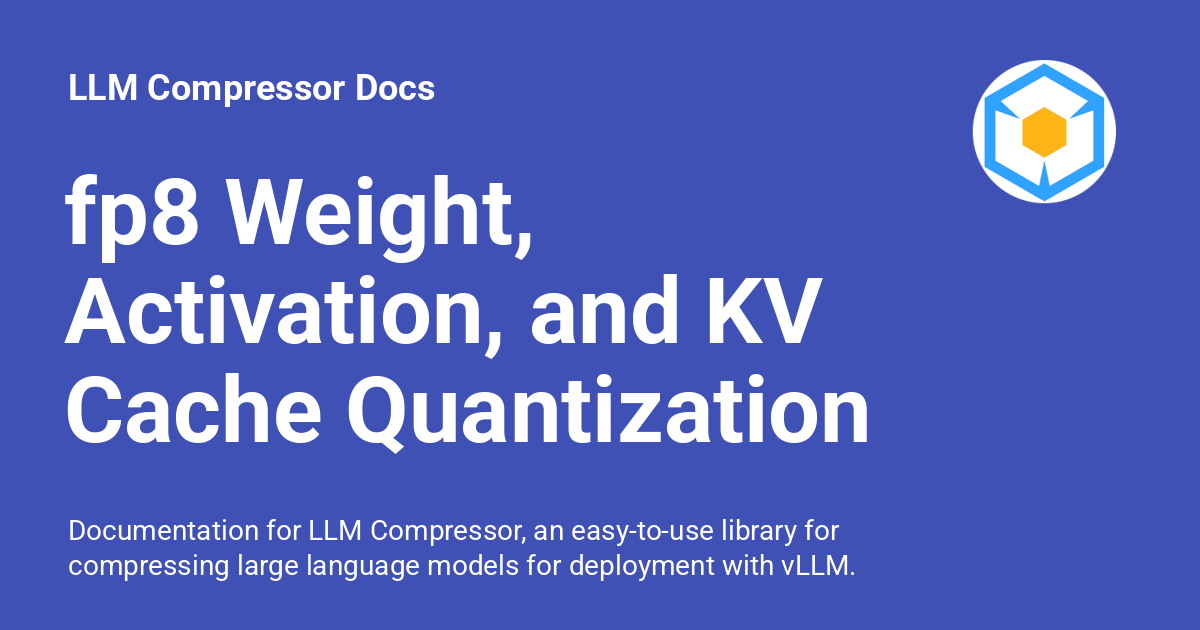 LLM Compressor Docs
fp8 Weight,
Activation, and KV
Cache Quantization
Documentation for LLM Compressor, an easy-to-use library for
compressing large language models for deployment with vLLM.